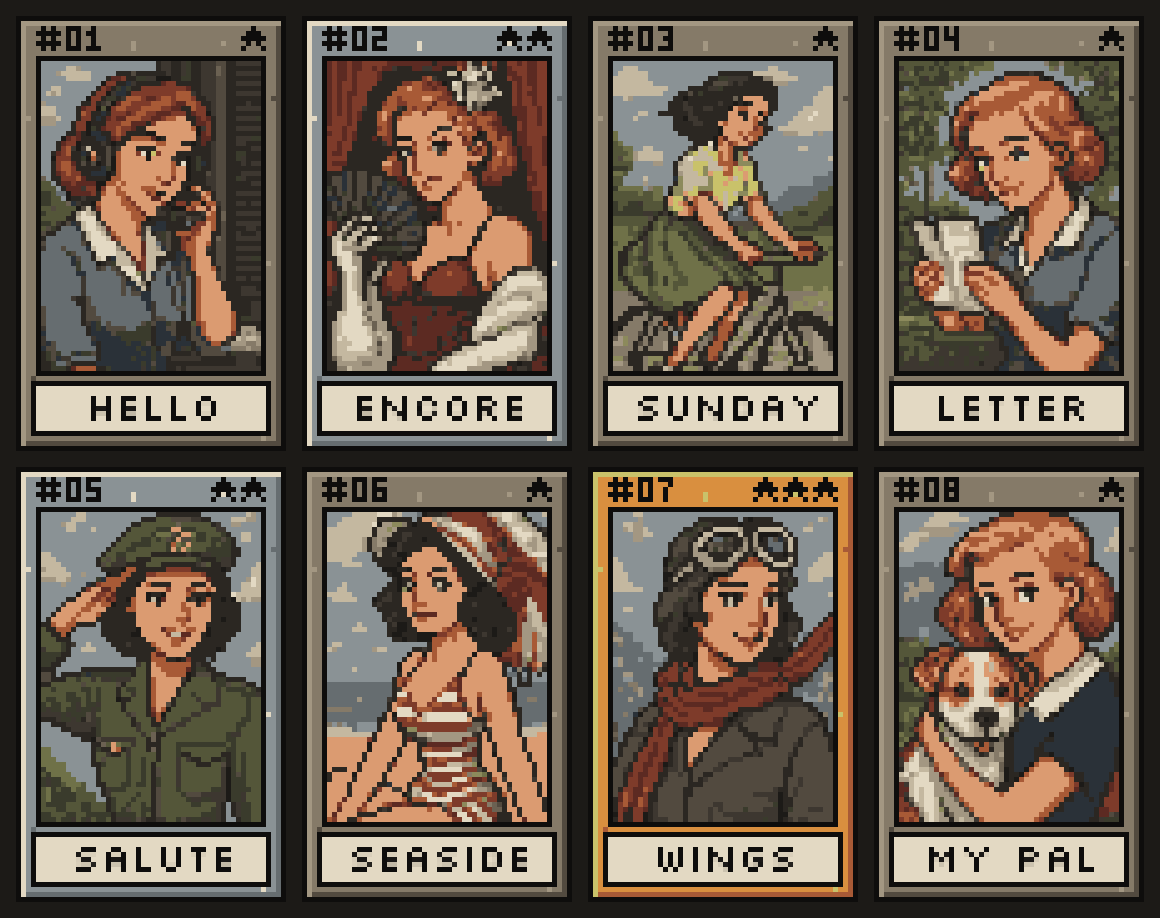 #01
HELLO
#02
ENCORE
#03
SUNDAY
#04
LETTER
#05
SALUTE
#06
SEASIDE
#07
WINGS
#08
MY PAL